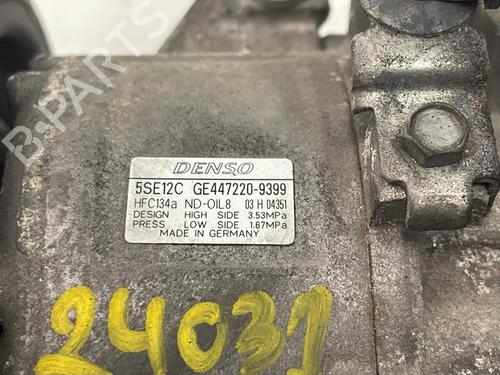 B-PARTS
DENSO
5SE12C GE447220-9399
HFC134a ND-OIL8 03 H 04351
DESIGN HIGH SIDE 3.53MPa
PRESS LOW SIDE 1.67MPa
MADE IN GERMANY
24031